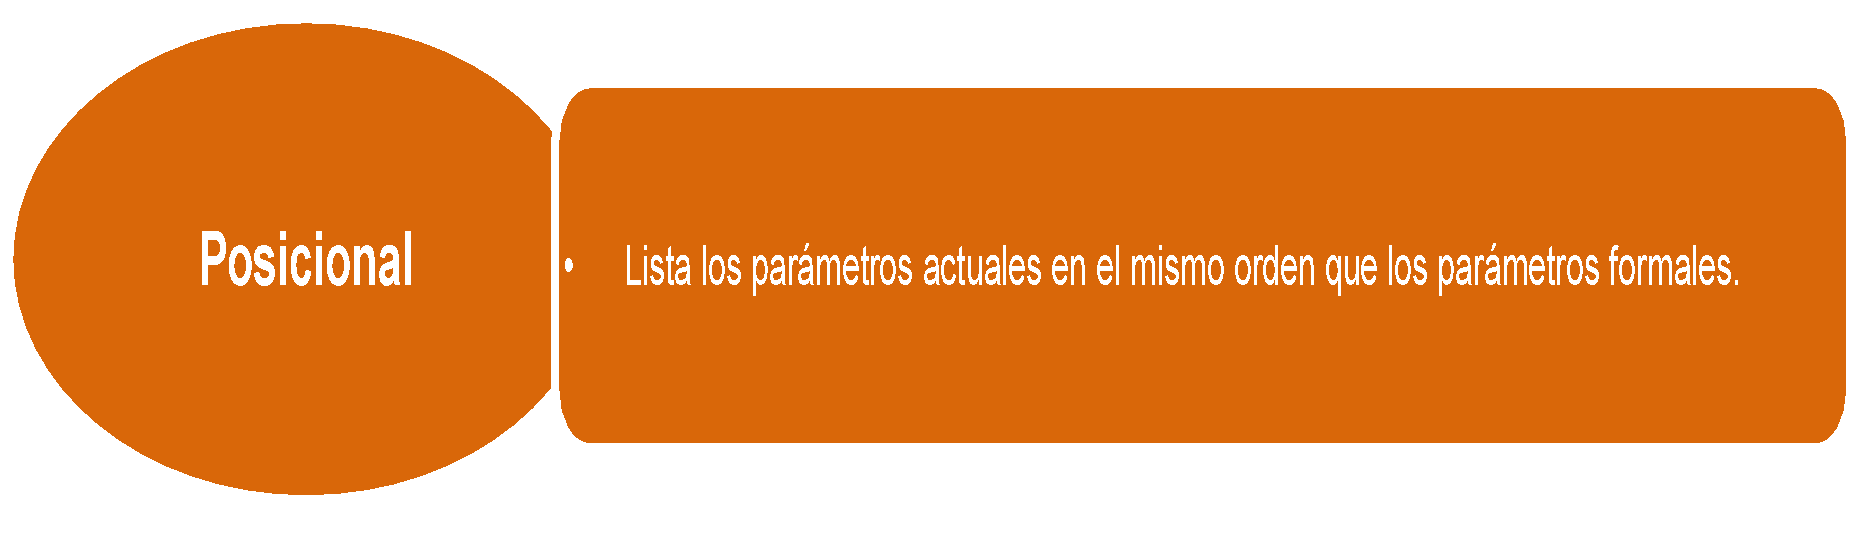 Posicional
• Lista los parámetros actuales en el mismo orden que los parámetros formales.